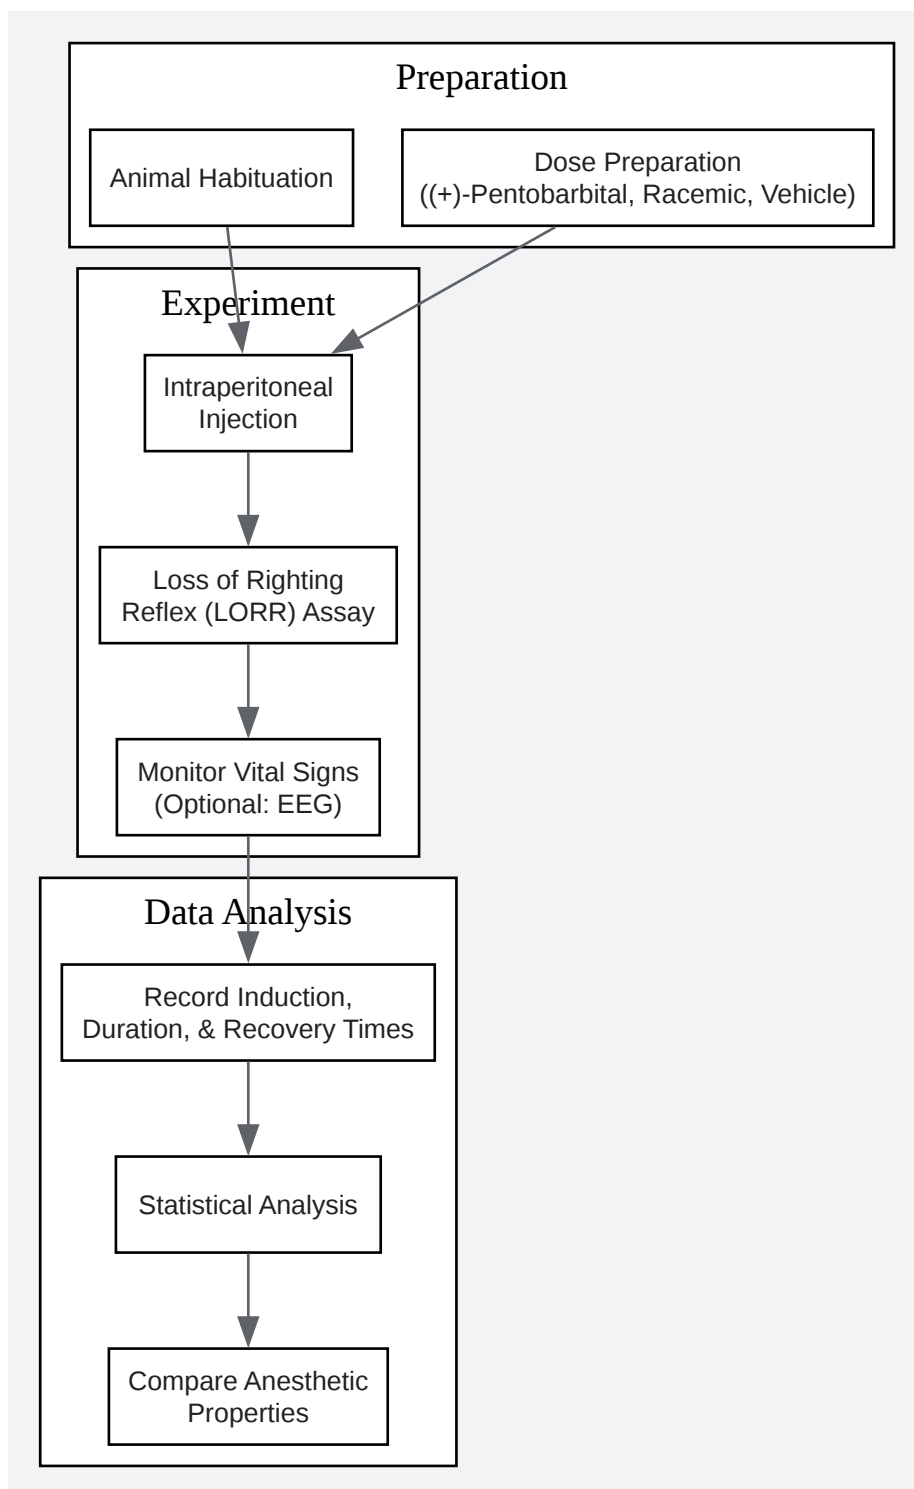 Preparation
Animal Habituation
Dose Preparation
((+)-Pentobarbital, Racemic, Vehicle)
Experiment
Intraperitoneal
Injection
Loss of Righting
Reflex (LORR) Assay
Monitor Vital Signs
(Optional: EEG)
Data Analysis
Record Induction,
Duration, & Recovery Times
Statistical Analysis
Compare Anesthetic
Properties